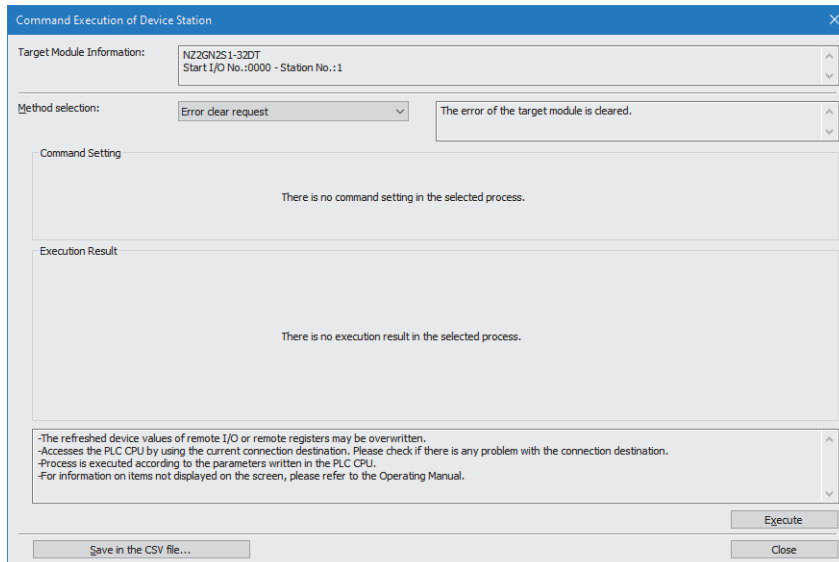 Command Execution of Device Station
Target Module Information:
NZ2GN2S1-32DT
Start I/O No.:0000 - Station No.:1
Method selection:
Error clear request
The error of the target module is cleared.
Command Setting
There is no command setting in the selected process.
Execution Result
There is no execution result in the selected process.
-The refreshed device values of remote I/O or remote registers may be overwritten.
-Accesses the PLC CPU by using the current connection destination. Please check if there is any problem with the connection destination.
-Process is executed according to the parameters written in the PLC CPU.
-For information on items not displayed on the screen, please refer to the Operating Manual.
Execute
Save in the CSV file...
Close